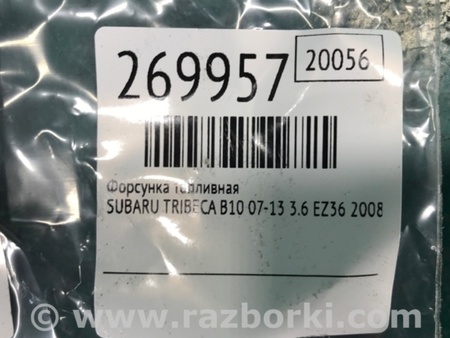 269957 20056
Форсунка топливная
SUBARU TRIBECA B10 07-13 3.6 EZ36 2008
© www.razborki.com